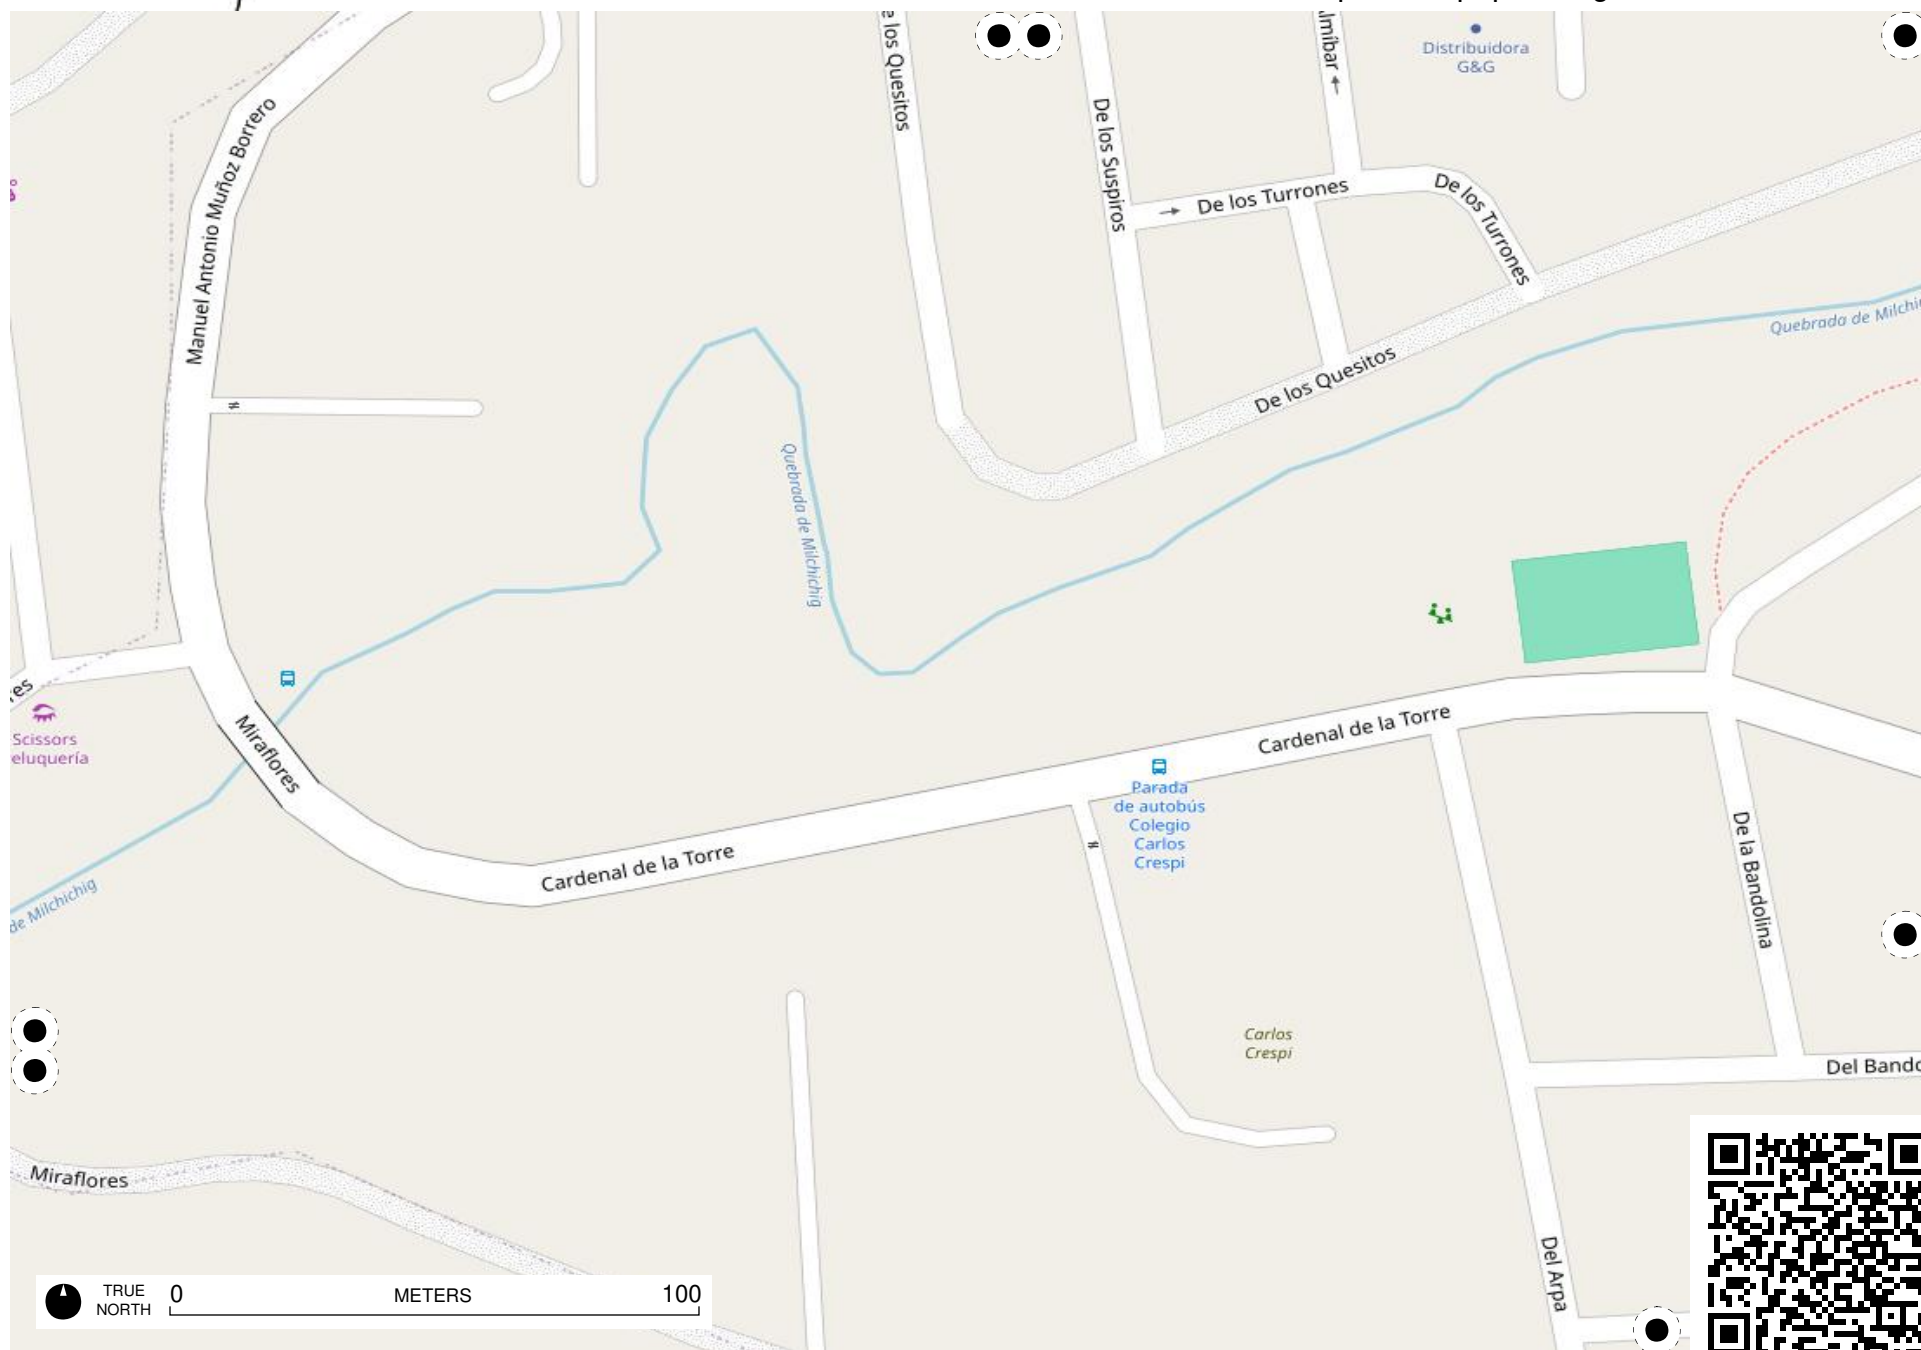 e los Quesitos
De los Suspiros
lmíbar
Distribuidora
G&G
Manuel Antonio Muñoz Borrero
De los Turrones
De los Turrones
Quebrada de Milchi
De los Quesitos
Quebrada de Milchichig
res
Scissors
eluquería
Miraflores
Cardenal de la Torre
Parada
de autobús
Colegio
Carlos
Crespi
Cardenal de la Torre
De la Bandolina
de Milchichig
Carlos
Crespi
Del Bando
Miraflores
Del Arpa
TRUE
NORTH
0 METERS 100